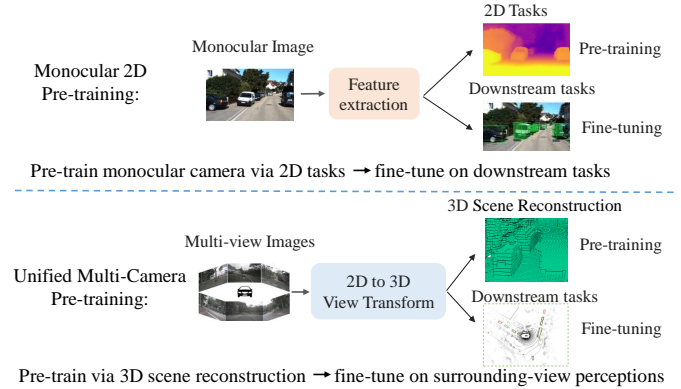 2D Tasks
Monocular Image
Pre-training
Monocular 2D
Pre-training:
Feature
extraction
Downstream tasks
Fine-tuning
Pre-train monocular camera via 2D tasks → fine-tune on downstream tasks
3D Scene Reconstruction
Multi-view Images
Pre-training
Unified Multi-Camera
Pre-training:
2D to 3D
View Transform
Downstream tasks
Fine-tuning
Pre-train via 3D scene reconstruction → fine-tune on surrounding-view perceptions